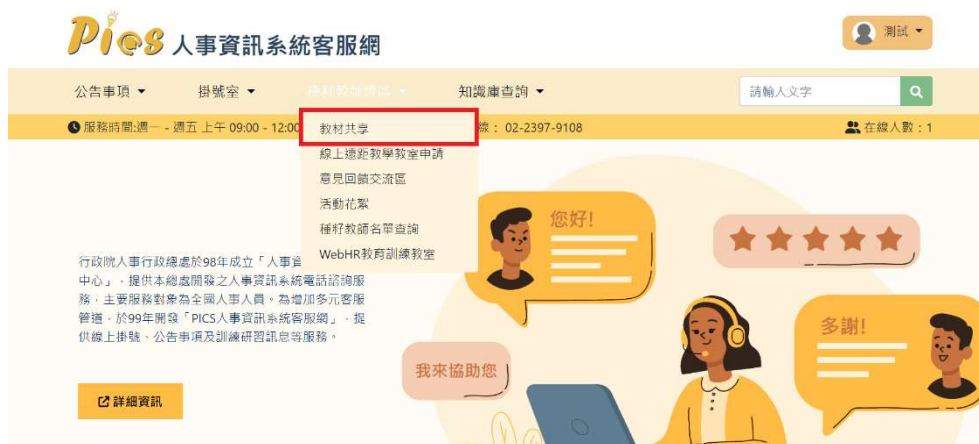 Pics 人事資訊系統客服網
測試
公告事項
掛號室
種籽教師專區
知識庫查詢
請輸入文字
服務時間:週一 - 週五 上午 09:00 - 12:00
線： 02-2397-9108
在線人數：1
教材共享
線上遠距教學教室申請
意見回饋交流區
活動花絮
種籽教師名單查詢
WebHR教育訓練教室
行政院人事行政總處於98年成立「人事資
中心」，提供本總處開發之人事資訊系統電話諮詢服
務，主要服務對象為全國人事人員。為增加多元客服
管道，於99年開發「PICS人事資訊系統客服網」，提
供線上掛號、公告事項及訓練研習訊息等服務。
詳細資訊
您好!
我來協助您
多謝!